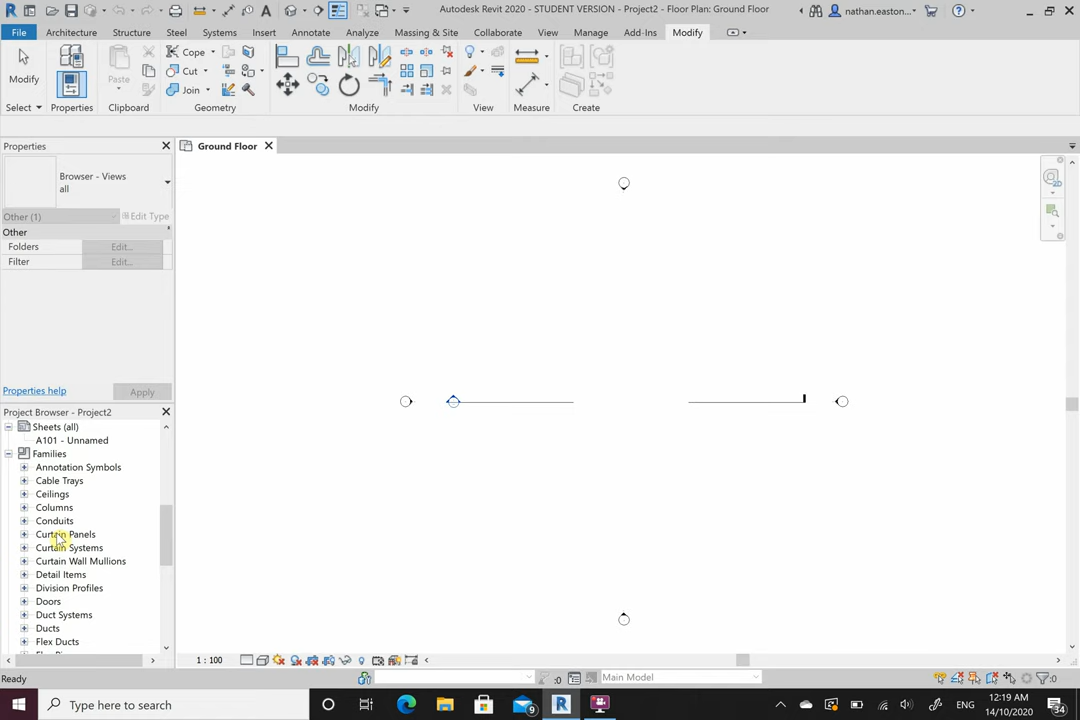 Autodesk Revit 2020 - STUDENT VERSION - Project2 - Floor Plan: Ground Floor
nathan.easton...
File Architecture Structure Steel Systems Insert Annotate Analyze Massing & Site Collaborate View Manage Add-Ins Modify
Modify Paste Cope Cut Join
Select Properties Clipboard Geometry Modify View Measure Create
Properties
Ground Floor
Browser - Views
all
Other (1) Edit Type
Other
Folders Edit...
Filter Edit...
Properties help Apply
Project Browser - Project2
Sheets (all)
A101 - Unnamed
Families
Annotation Symbols
Cable Trays
Ceilings
Columns
Conduits
Curtain Panels
Curtain Systems
Curtain Wall Mullions
Detail Items
Division Profiles
Doors
Duct Systems
Ducts
Flex Ducts
1 : 100
Ready :0 Main Model :0
Type here to search
9
ENG
12:19 AM
14/10/2020
34